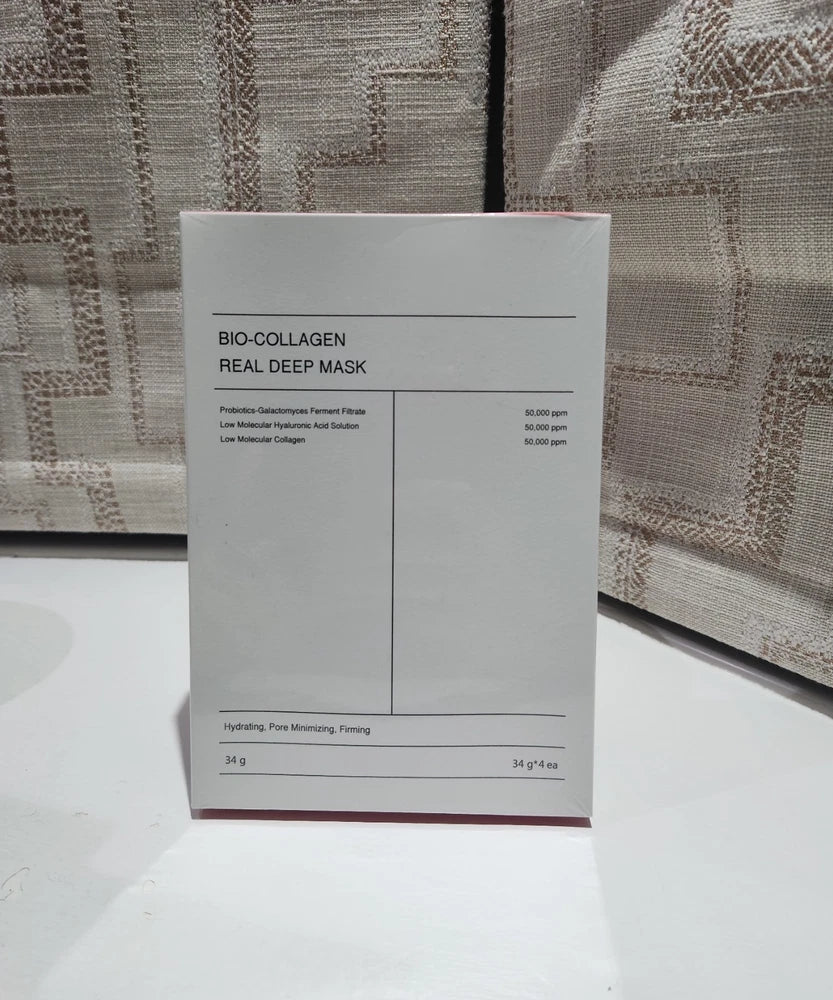 BIO-COLLAGEN
REAL DEEP MASK
Probiotics-Galactomyces Ferment Filtrate 50,000 ppm
Low Molecular Hyaluronic Acid Solution 50,000 ppm
Low Molecular Collagen 50,000 ppm
Hydrating, Pore Minimizing, Firming
34 g 34 g*4 ea